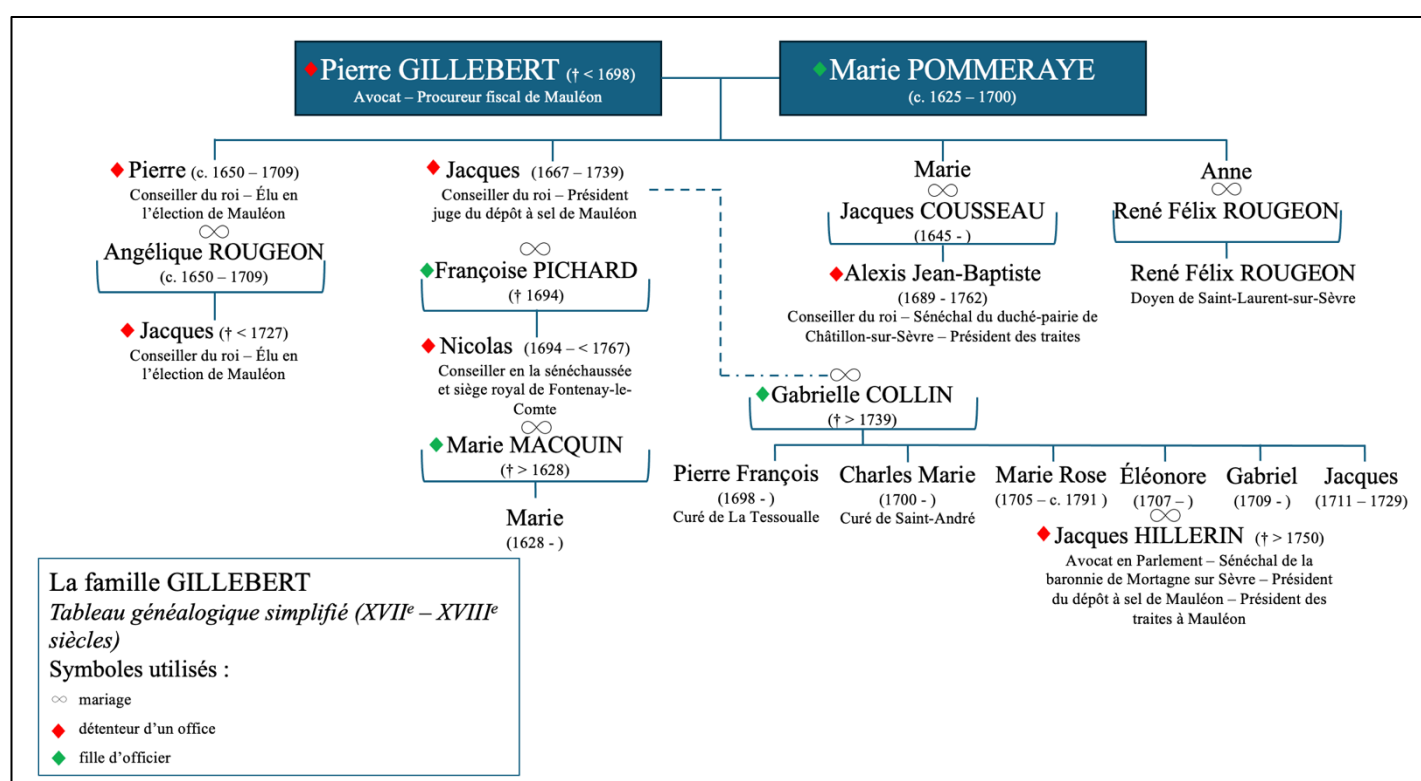 Pierre GILLEBERT († < 1698)
Avocat – Procureur fiscal de Mauléon
Marie POMMERAYE
(c. 1625 – 1700)
Pierre (c. 1650 – 1709)
Conseiller du roi – Élu en
l’élection de Mauléon
Angélique ROUGEON
(c. 1650 – 1709)
Jacques († < 1727)
Conseiller du roi – Élu en
l’élection de Mauléon
Jacques (1667 – 1739)
Conseiller du roi – Président
juge du dépôt à sel de Mauléon
Françoise PICHARD
(† 1694)
Nicolas (1694 – < 1767)
Conseiller en la sénéchaussée
et siège royal de Fontenay-le-
Comte
Marie MACQUIN
(† > 1628)
Marie
(1628 - )
Marie
Jacques COUSSEAU
(1645 - )
Alexis Jean-Baptiste
(1689 - 1762)
Conseiller du roi – Sénéchal du duché-pairie de
Châtillon-sur-Sèvre – Président des traites
Anne
René Félix ROUGEON
René Félix ROUGEON
Doyen de Saint-Laurent-sur-Sèvre
Gabrielle COLLIN
(† > 1739)
Pierre François
(1698 - )
Curé de La Tessoualle
Charles Marie
(1700 - )
Curé de Saint-André
Marie Rose
(1705 – c. 1791 )
Éléonore
(1707 – )
Jacques HILLERIN († > 1750)
Avocat en Parlement – Sénéchal de la
baronnie de Mortagne sur Sèvre – Président
du dépôt à sel de Mauléon – Président des
traites à Mauléon
Gabriel
(1709 - )
Jacques
(1711 – 1729)
La famille GILLEBERT
Tableau généalogique simplifié (XVIIe – XVIIIe
siècles)
Symboles utilisés :
∞ mariage
détenteur d’un office
fille d’officier